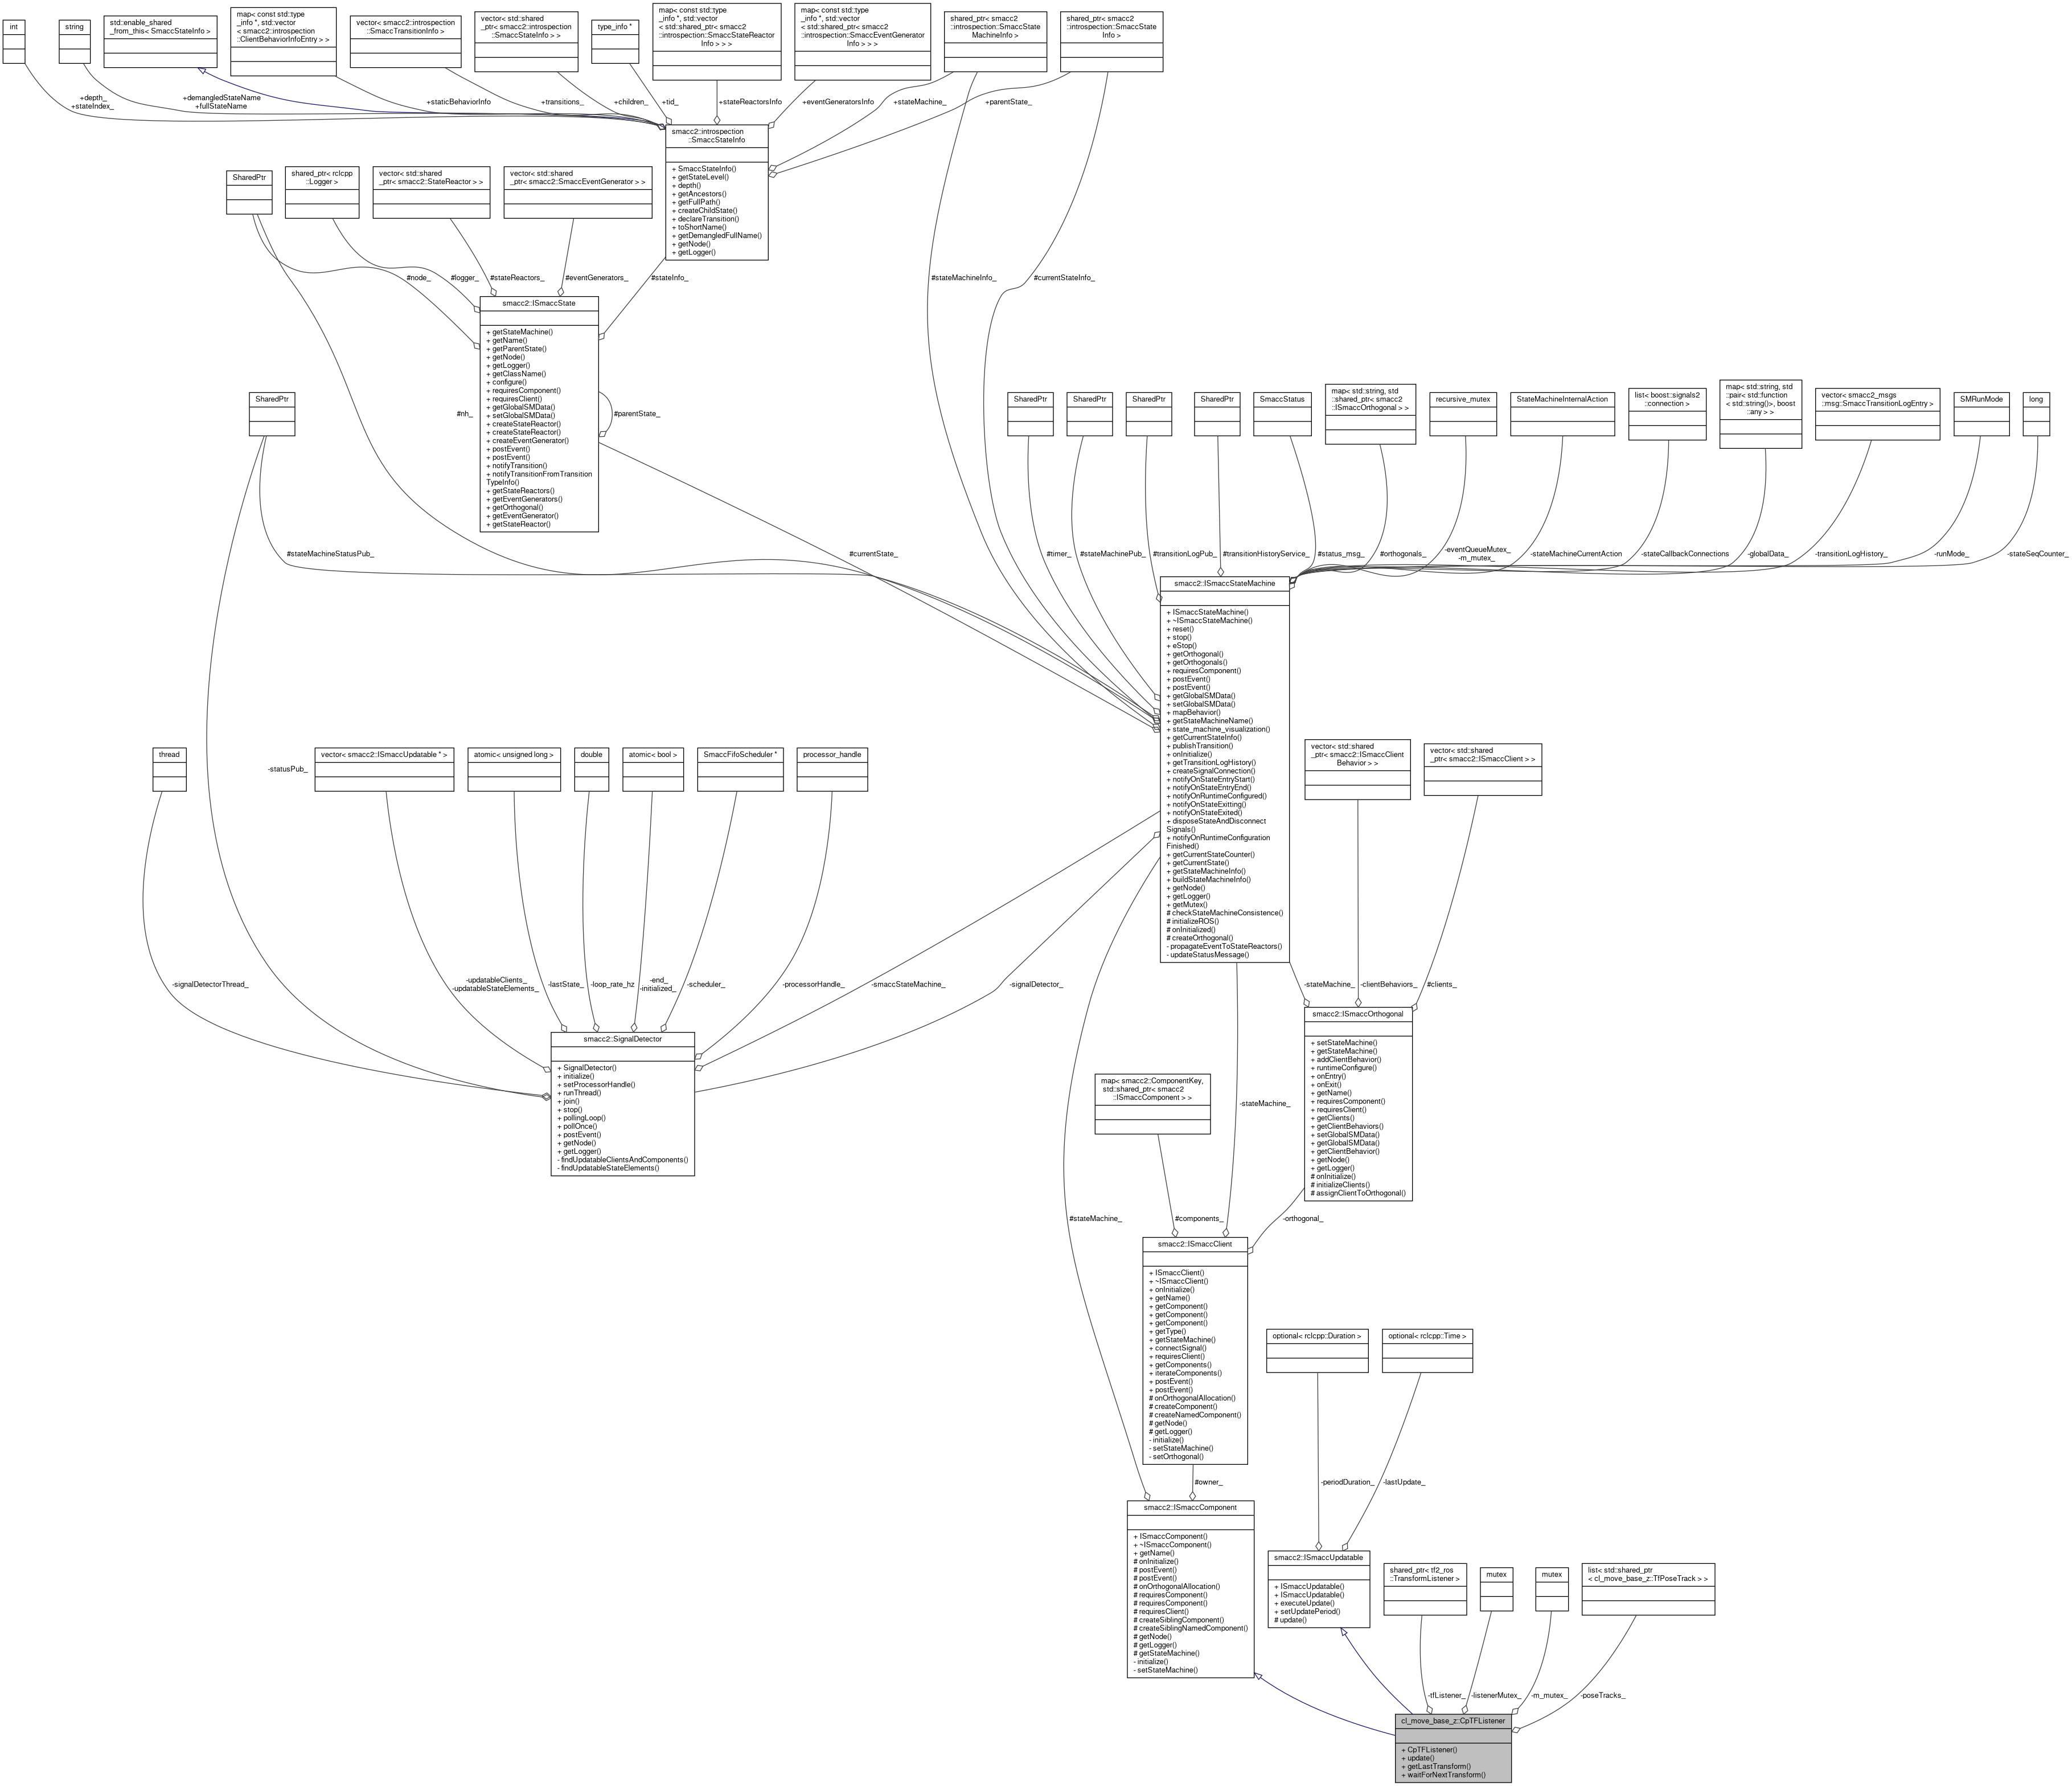 int
string
std::enable_shared
_from_this< SmaccStateInfo >
map< const std::type
_info *, std::vector
< smacc2::introspection
::ClientBehaviorInfoEntry > >
vector< smacc2::introspection
::SmaccTransitionInfo >
vector< std::shared
_ptr< smacc2::introspection
::SmaccStateInfo > >
type_info *
map< const std::type
_info *, std::vector
< std::shared_ptr< smacc2
::introspection::SmaccStateReactor
Info > > >
map< const std::type
_info *, std::vector
< std::shared_ptr< smacc2
::introspection::SmaccEventGenerator
Info > > >
shared_ptr< smacc2
::introspection::SmaccState
MachineInfo >
shared_ptr< smacc2
::introspection::SmaccState
Info >
+depth_
+stateIndex_
+demangledStateName
+fullStateName
+staticBehaviorInfo
+transitions_
+children_
+tid_
+stateReactorsInfo
+eventGeneratorsInfo
+stateMachine_
+parentState_
smacc2::introspection
::SmaccStateInfo
+ SmaccStateInfo()
+ getStateLevel()
+ depth()
+ getAncestors()
+ getFullPath()
+ createChildState()
+ declareTransition()
+ toShortName()
+ getDemangledFullName()
+ getNode()
+ getLogger()
SharedPtr
shared_ptr< rclcpp
::Logger >
vector< std::shared
_ptr< smacc2::StateReactor > >
vector< std::shared
_ptr< smacc2::SmaccEventGenerator > >
#node_
#logger_
#stateReactors_
#eventGenerators_
#stateInfo_
#stateMachineInfo_
#currentStateInfo_
smacc2::ISmaccState
+ getStateMachine()
+ getName()
+ getParentState()
+ getNode()
+ getLogger()
+ getClassName()
+ configure()
+ requiresComponent()
+ requiresClient()
+ getGlobalSMData()
+ setGlobalSMData()
+ createStateReactor()
+ createStateReactor()
+ createEventGenerator()
+ postEvent()
+ postEvent()
+ notifyTransition()
+ notifyTransitionFromTransition
TypeInfo()
+ getStateReactors()
+ getEventGenerators()
+ getOrthogonal()
+ getEventGenerator()
+ getStateReactor()
#parentState_
#nh_
SharedPtr
SharedPtr
SharedPtr
SharedPtr
SharedPtr
SmaccStatus
map< std::string, std
::shared_ptr< smacc2
::ISmaccOrthogonal > >
recursive_mutex
StateMachineInternalAction
list< boost::signals2
::connection >
map< std::string, std
::pair< std::function
< std::string()>, boost
::any > >
vector< smacc2_msgs
::msg::SmaccTransitionLogEntry >
SMRunMode
long
#stateMachineStatusPub_
#currentState_
#timer_
#stateMachinePub_
#transitionLogPub_
#transitionHistoryService_
#status_msg_
#orthogonals_
-eventQueueMutex_
-m_mutex_
-stateMachineCurrentAction
-stateCallbackConnections
-globalData_
-transitionLogHistory_
-runMode_
-stateSeqCounter_
smacc2::ISmaccStateMachine
+ ISmaccStateMachine()
+ ~ISmaccStateMachine()
+ reset()
+ stop()
+ eStop()
+ getOrthogonal()
+ getOrthogonals()
+ requiresComponent()
+ postEvent()
+ postEvent()
+ getGlobalSMData()
+ setGlobalSMData()
+ mapBehavior()
+ getStateMachineName()
+ state_machine_visualization()
+ getCurrentStateInfo()
+ publishTransition()
+ onInitialize()
+ getTransitionLogHistory()
+ createSignalConnection()
+ notifyOnStateEntryStart()
+ notifyOnStateEntryEnd()
+ notifyOnRuntimeConfigured()
+ notifyOnStateExitting()
+ notifyOnStateExited()
+ disposeStateAndDisconnect
Signals()
+ notifyOnRuntimeConfiguration
Finished()
+ getCurrentStateCounter()
+ getCurrentState()
+ getStateMachineInfo()
+ buildStateMachineInfo()
+ getNode()
+ getLogger()
+ getMutex()
# checkStateMachineConsistence()
# initializeROS()
# onInitialized()
# createOrthogonal()
- propagateEventToStateReactors()
- updateStatusMessage()
thread
-statusPub_
vector< smacc2::ISmaccUpdatable * >
atomic< unsigned long >
double
atomic< bool >
SmaccFifoScheduler *
processor_handle
vector< std::shared
_ptr< smacc2::ISmaccClient
Behavior > >
vector< std::shared
_ptr< smacc2::ISmaccClient > >
-signalDetectorThread_
-updatableClients_
-updatableStateElements_
-lastState_
-loop_rate_hz
-end_
-initialized_
-scheduler_
-processorHandle_
-smaccStateMachine_
-signalDetector_
-stateMachine_
-clientBehaviors_
#clients_
smacc2::SignalDetector
+ SignalDetector()
+ initialize()
+ setProcessorHandle()
+ runThread()
+ join()
+ stop()
+ pollingLoop()
+ pollOnce()
+ postEvent()
+ getNode()
+ getLogger()
- findUpdatableClientsAndComponents()
- findUpdatableStateElements()
smacc2::ISmaccOrthogonal
+ setStateMachine()
+ getStateMachine()
+ addClientBehavior()
+ runtimeConfigure()
+ onEntry()
+ onExit()
+ getName()
+ requiresComponent()
+ requiresClient()
+ getClients()
+ getClientBehaviors()
+ setGlobalSMData()
+ getGlobalSMData()
+ getClientBehavior()
+ getNode()
+ getLogger()
# onInitialize()
# initializeClients()
# assignClientToOrthogonal()
map< smacc2::ComponentKey,
std::shared_ptr< smacc2
::ISmaccComponent > >
-stateMachine_
#stateMachine_
#components_
-orthogonal_
smacc2::ISmaccClient
+ ISmaccClient()
+ ~ISmaccClient()
+ onInitialize()
+ getName()
+ getComponent()
+ getComponent()
+ getComponent()
+ getType()
+ getStateMachine()
+ connectSignal()
+ requiresClient()
+ getComponents()
+ iterateComponents()
+ postEvent()
+ postEvent()
# onOrthogonalAllocation()
# createComponent()
# createNamedComponent()
# getNode()
# getLogger()
- initialize()
- setStateMachine()
- setOrthogonal()
optional< rclcpp::Duration >
optional< rclcpp::Time >
#owner_
-periodDuration_
-lastUpdate_
smacc2::ISmaccComponent
+ ISmaccComponent()
+ ~ISmaccComponent()
+ getName()
# onInitialize()
# postEvent()
# postEvent()
# onOrthogonalAllocation()
# requiresComponent()
# requiresComponent()
# requiresClient()
# createSiblingComponent()
# createSiblingNamedComponent()
# getNode()
# getLogger()
# getStateMachine()
- initialize()
- setStateMachine()
smacc2::ISmaccUpdatable
+ ISmaccUpdatable()
+ ISmaccUpdatable()
+ executeUpdate()
+ setUpdatePeriod()
# update()
shared_ptr< tf2_ros
::TransformListener >
mutex
mutex
list< std::shared_ptr
< cl_move_base_z::TfPoseTrack > >
-tfListener_
-listenerMutex_
-m_mutex_
-poseTracks_
cl_move_base_z::CpTFListener
+ CpTFListener()
+ update()
+ getLastTransform()
+ waitForNextTransform()